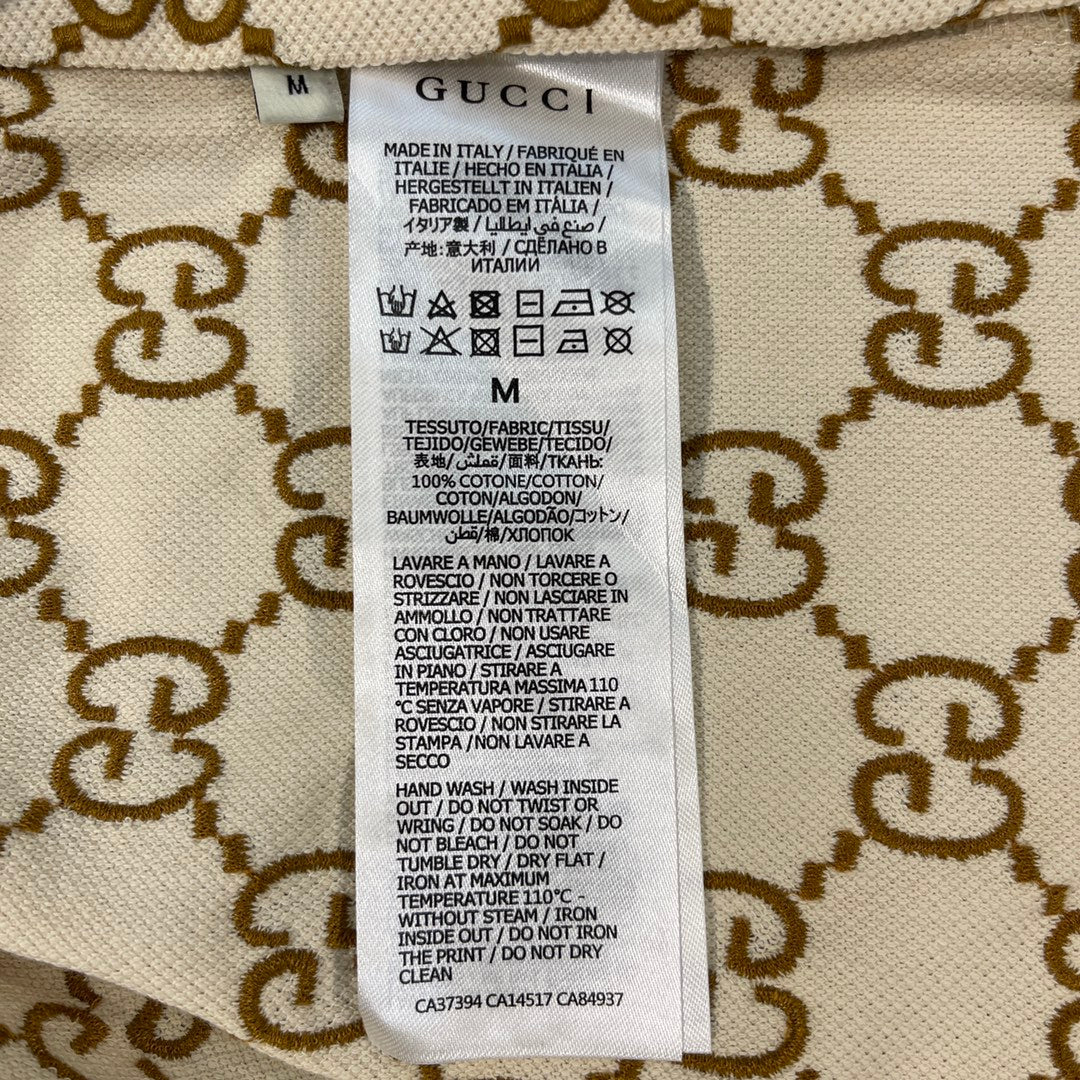 M
GUCCI
MADE IN ITALY / FABRIQUÉ EN
ITALIE / HECHO EN ITALIA /
HERGESTELLT IN ITALIEN /
FABRICADO EM ITÁLIA /
イタリア製 / صنع في ايطاليا /
产地:意大利 / СДЕЛАНО В
ИТАЛИИ
M
TESSUTO/FABRIC/TISSU/
TEJIDO/GEWEBE/TECIDO/
表地/قماش/面料/ТКАНЬ:
100% COTONE/COTTON/
COTON/ALGODON/
BAUMWOLLE/ALGODÃO/コットン/
قطن/棉/ХЛОПОК
LAVARE A MANO / LAVARE A
ROVESCIO / NON TORCERE O
STRIZZARE / NON LASCIARE IN
AMMOLLO / NON TRATTARE
CON CLORO / NON USARE
ASCIUGATRICE / ASCIUGARE
IN PIANO / STIRARE A
TEMPERATURA MASSIMA 110
°C SENZA VAPORE / STIRARE A
ROVESCIO / NON STIRARE LA
STAMPA / NON LAVARE A
SECCO
HAND WASH / WASH INSIDE
OUT / DO NOT TWIST OR
WRING / DO NOT SOAK / DO
NOT BLEACH / DO NOT
TUMBLE DRY / DRY FLAT /
IRON AT MAXIMUM
TEMPERATURE 110°C -
WITHOUT STEAM / IRON
INSIDE OUT / DO NOT IRON
THE PRINT / DO NOT DRY
CLEAN
CA37394 CA14517 CA84937